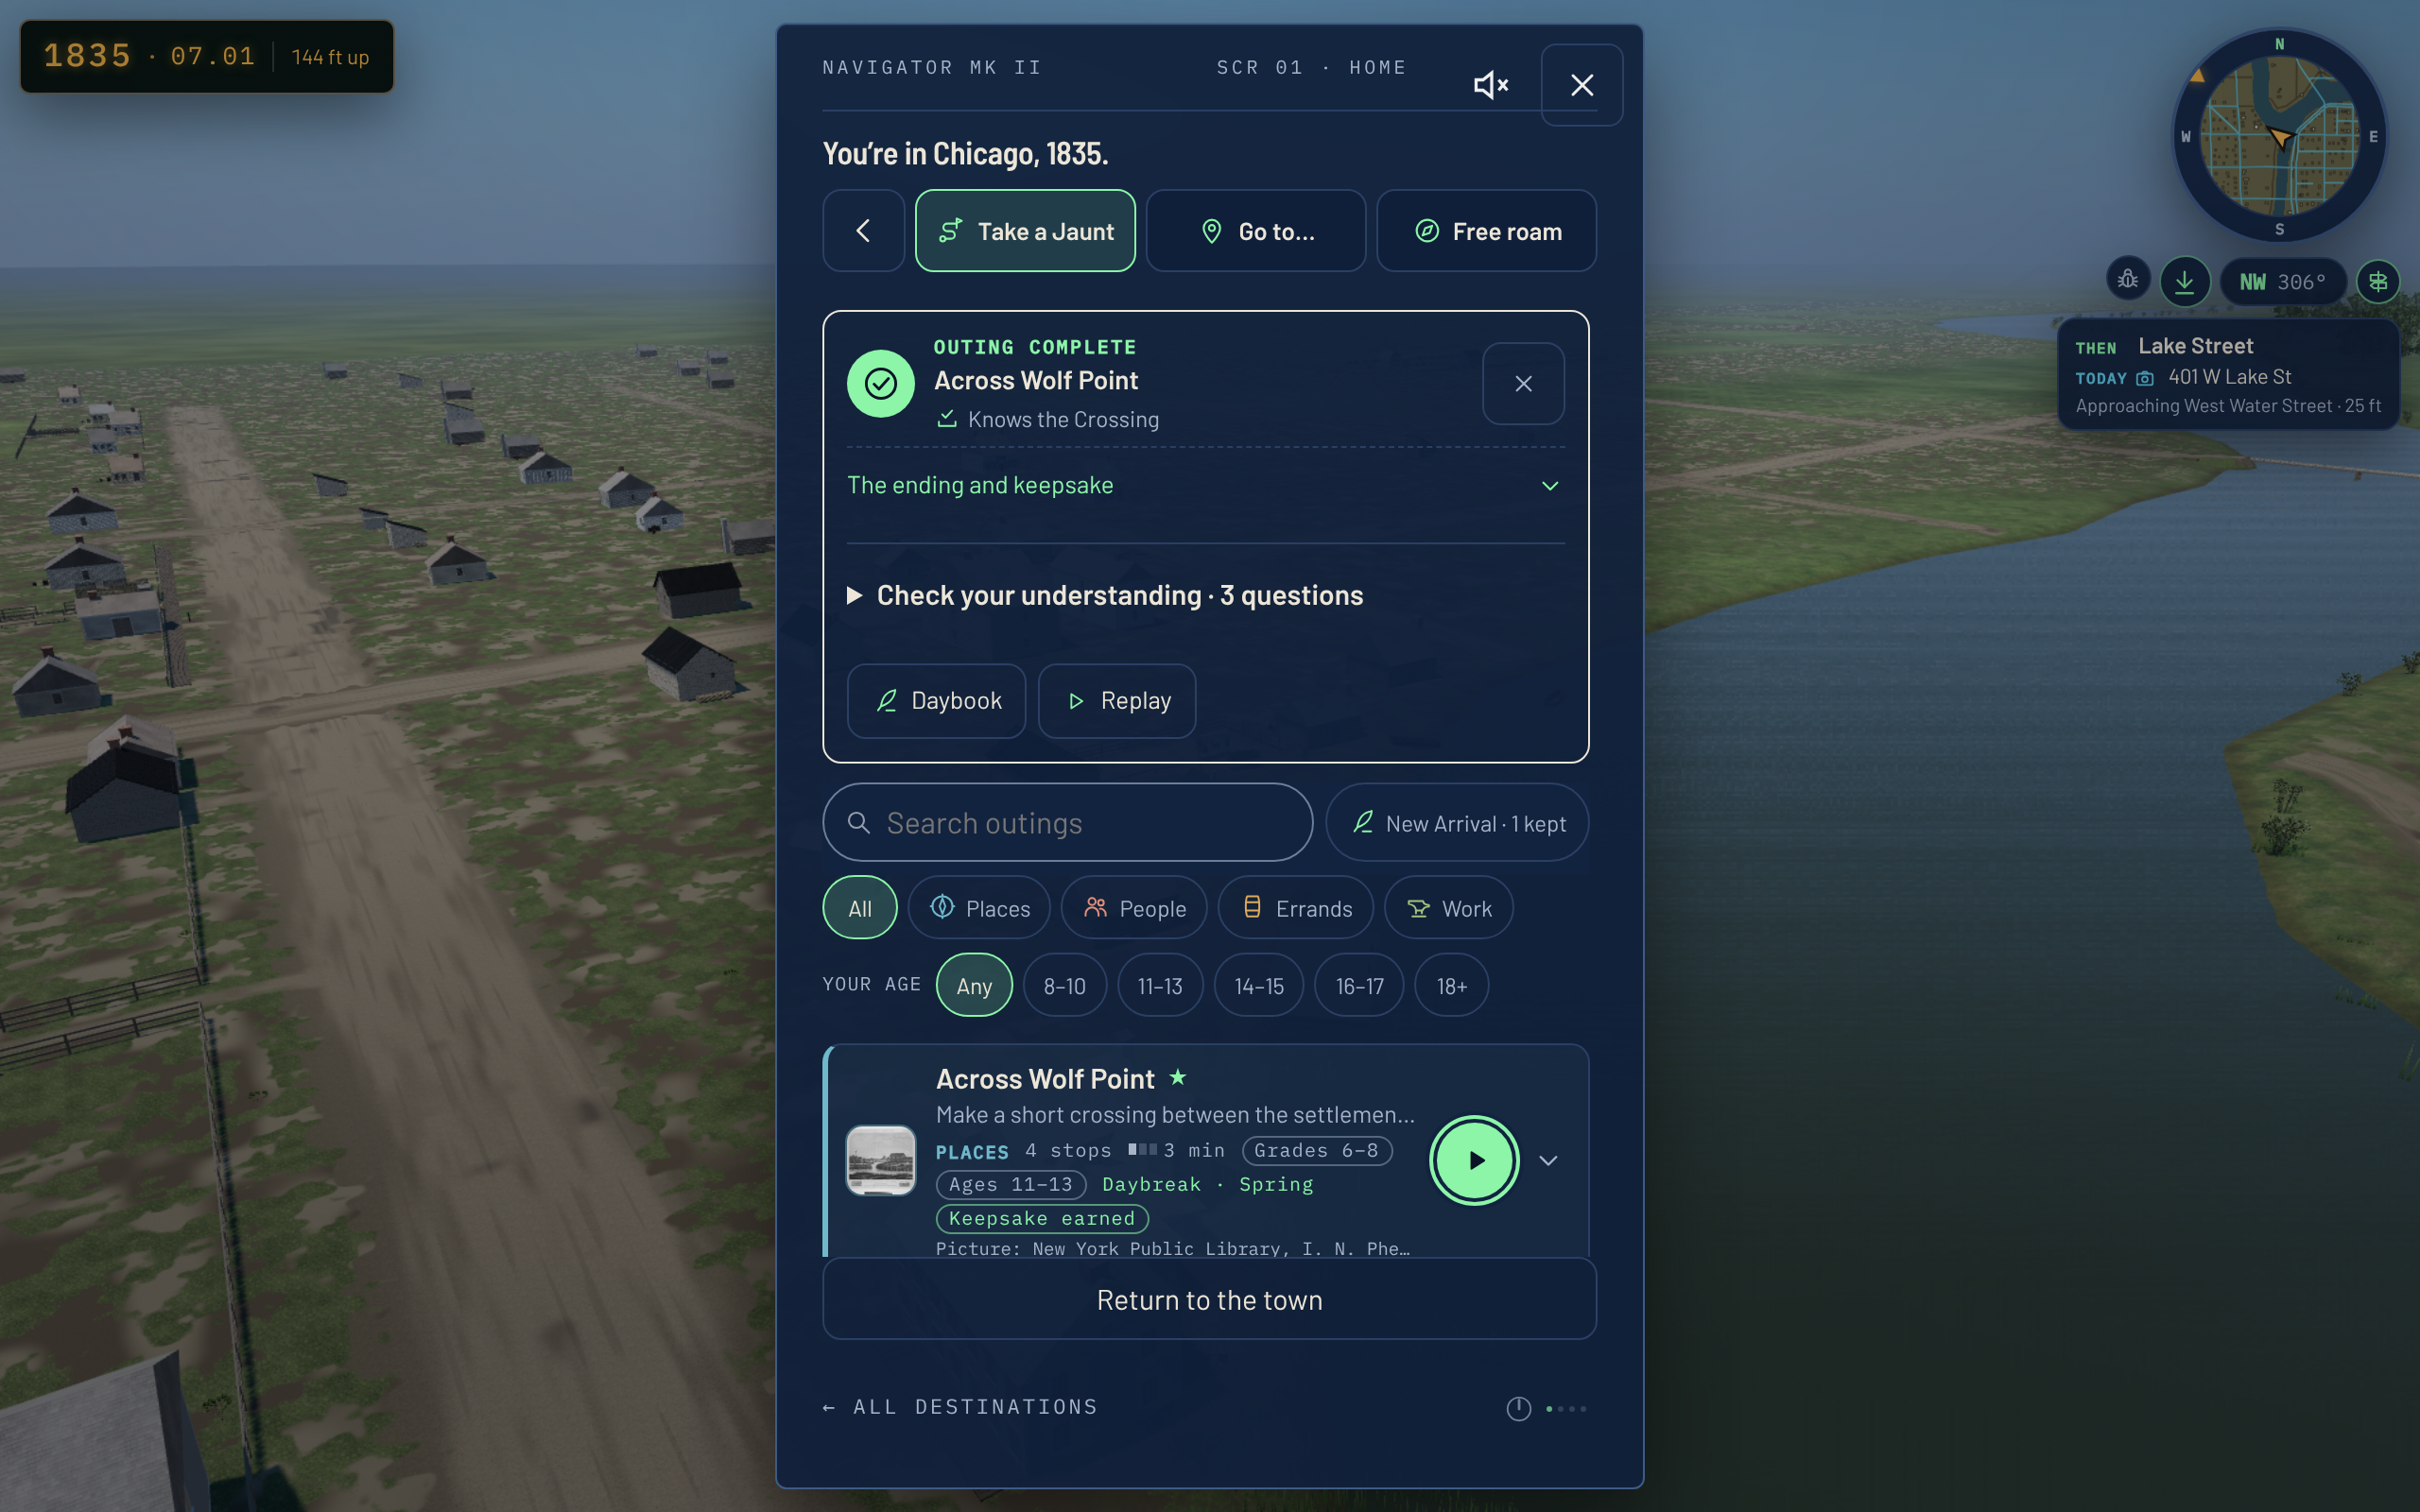 1835 · 07.01 144 ft up
NAVIGATOR MK II SCR 01 · HOME
You're in Chicago, 1835.
Take a Jaunt Go to... Free roam
OUTING COMPLETE
Across Wolf Point
Knows the Crossing
The ending and keepsake
Check your understanding · 3 questions
Daybook Replay
Search outings New Arrival · 1 kept
All Places People Errands Work
YOUR AGE Any 8–10 11–13 14–15 16–17 18+
Across Wolf Point
Make a short crossing between the settlemen...
PLACES 4 stops 3 min Grades 6–8
Ages 11–13 Daybreak · Spring
Keepsake earned
Picture: New York Public Library, I. N. Phe...
Return to the town
← ALL DESTINATIONS
N
W E
S
NW 306°
THEN Lake Street
TODAY 401 W Lake St
Approaching West Water Street · 25 ft